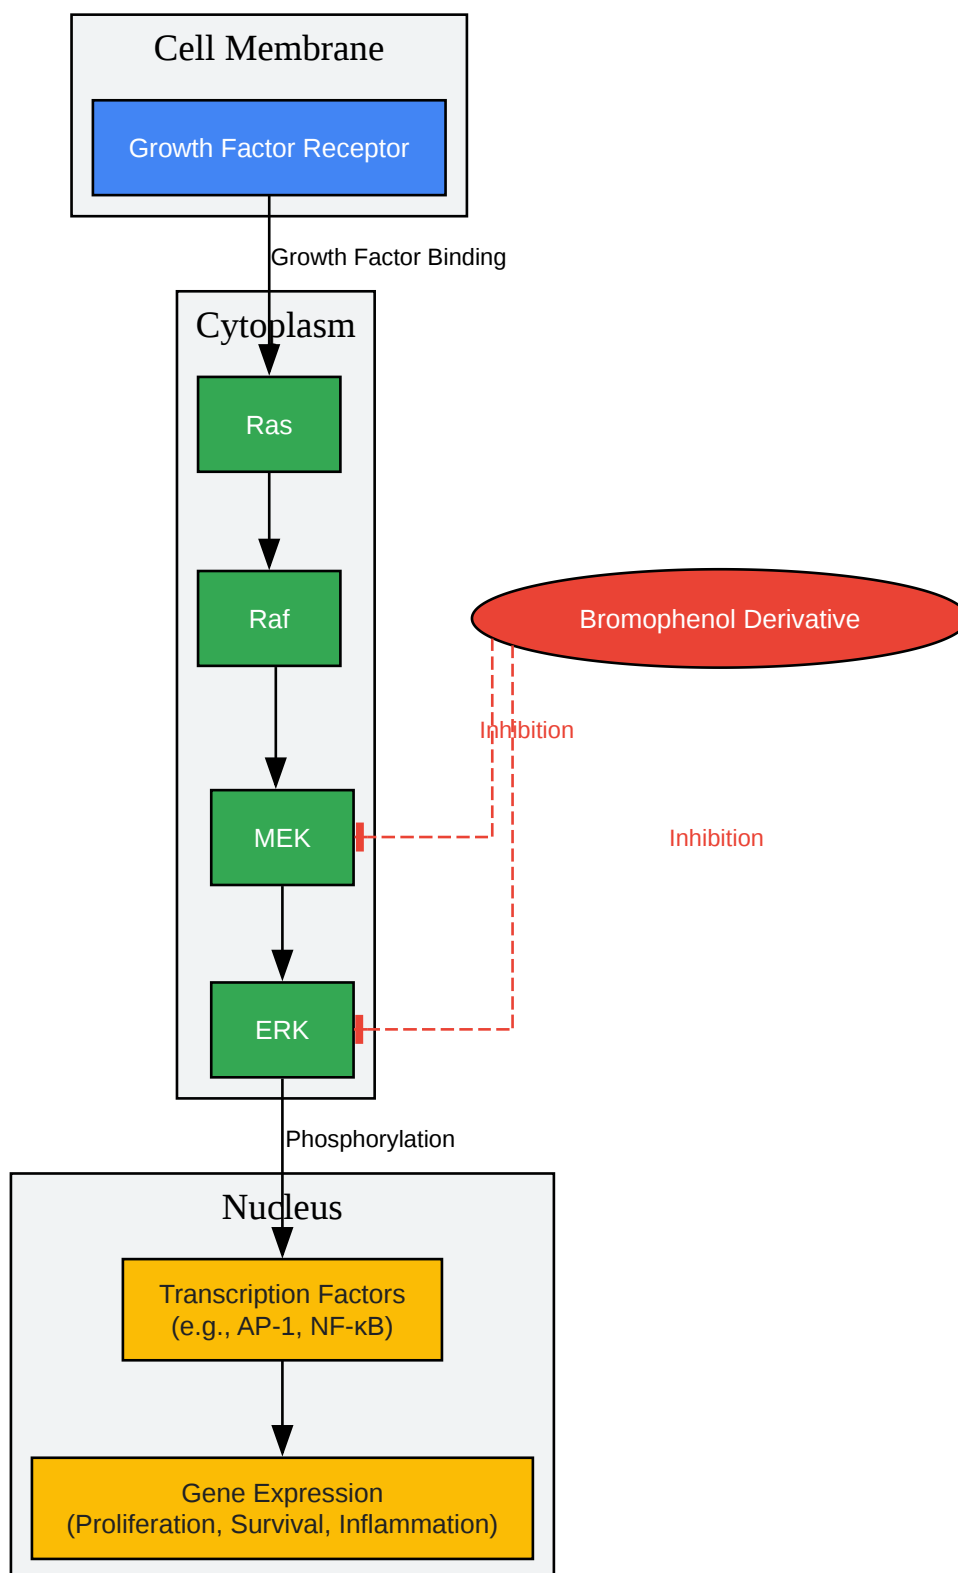 Cell Membrane
Growth Factor Receptor
Growth Factor Binding
Cytoplasm
Ras
Raf
Bromophenol Derivative
Inhibition
MEK
Inhibition
ERK
Phosphorylation
Nucleus
Transcription Factors
(e.g., AP-1, NF-κB)
Gene Expression
(Proliferation, Survival, Inflammation)